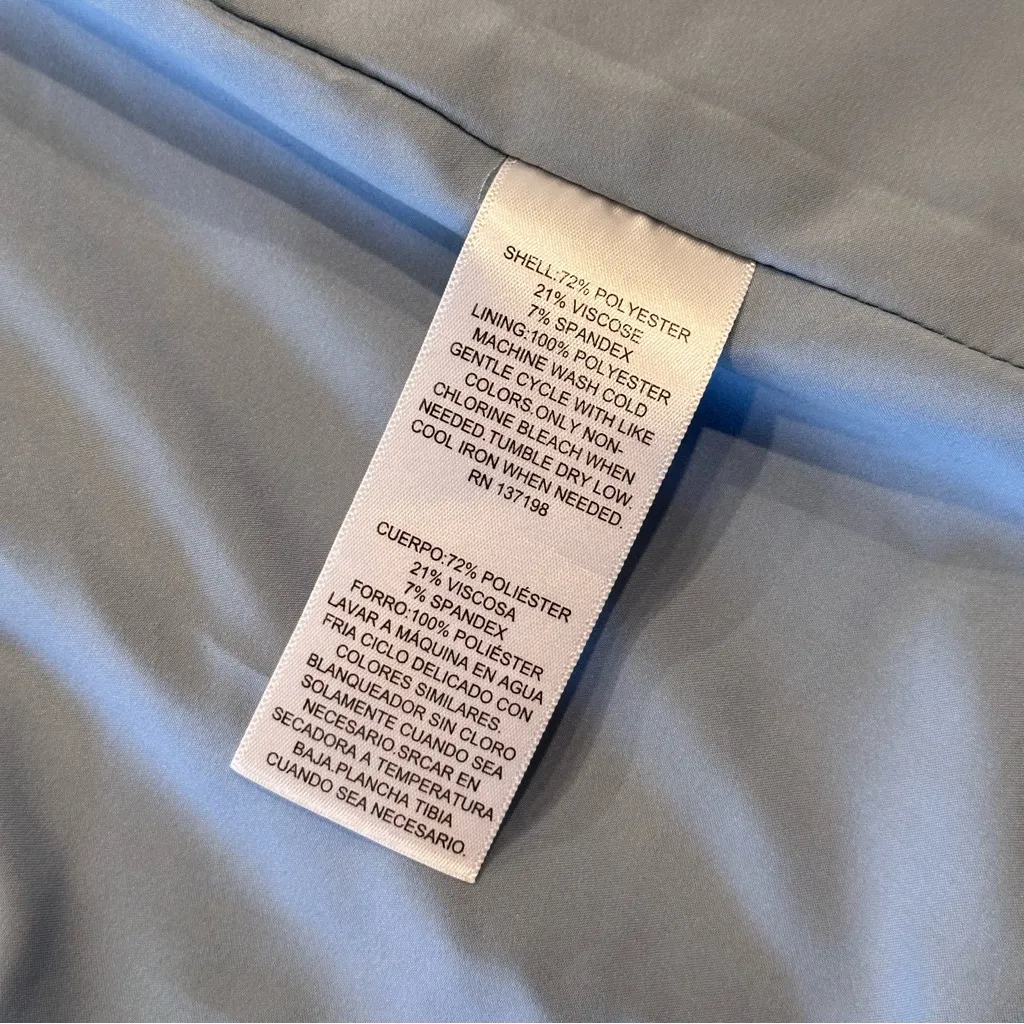 SHELL:72% POLYESTER
21% VISCOSE
7% SPANDEX
LINING:100% POLYESTER
MACHINE WASH COLD
GENTLE CYCLE WITH LIKE
COLORS.ONLY NON-
CHLORINE BLEACH WHEN
NEEDED.TUMBLE DRY LOW.
COOL IRON WHEN NEEDED.
RN 137198
CUERPO:72% POLIÉSTER
21% VISCOSA
7% SPANDEX
FORRO:100% POLIÉSTER
LAVAR A MÁQUINA EN AGUA
FRIA CICLO DELICADO CON
COLORES SIMILARES.
BLANQUEADOR SIN CLORO
SOLAMENTE CUANDO SEA
NECESARIO.SRCAR EN
SECADORA A TEMPERATURA
BAJA.PLANCHA TIBIA
CUANDO SEA NECESARIO.